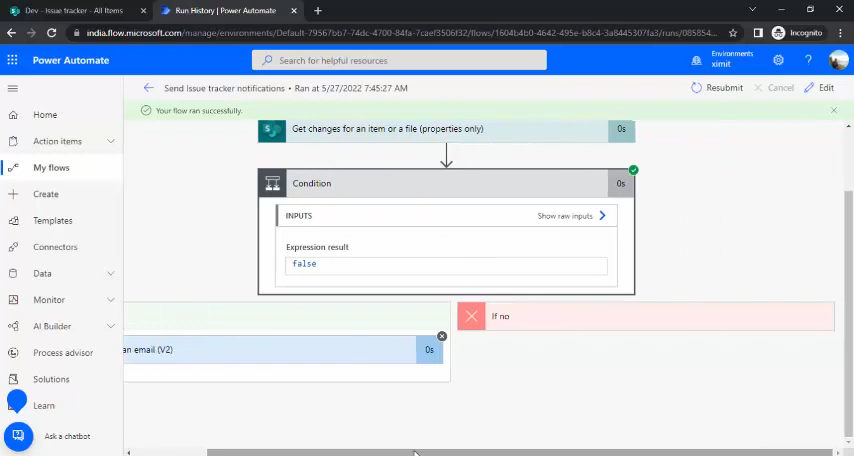 Dev - Issue tracker - All Items
Run History | Power Automate
india.flow.microsoft.com/manage/environments/Default-79567bb7-74dc-4700-84fa-7caef3506f32/flows/1604b4b0-4642-495e-b8c4-3a8445307fa3/runs/085854...
Incognito
Power Automate
Search for helpful resources
Environments
ximit
Send Issue tracker notifications • Ran at 5/27/2022 7:45:27 AM
Resubmit
Cancel
Edit
Your flow ran successfully.
Home
Action items
My flows
Create
Templates
Connectors
Data
Monitor
AI Builder
Process advisor
Solutions
Learn
Ask a chatbot
Get changes for an item or a file (properties only)
0s
Condition
0s
INPUTS
Show raw inputs
Expression result
false
If no
an email (V2)
0s